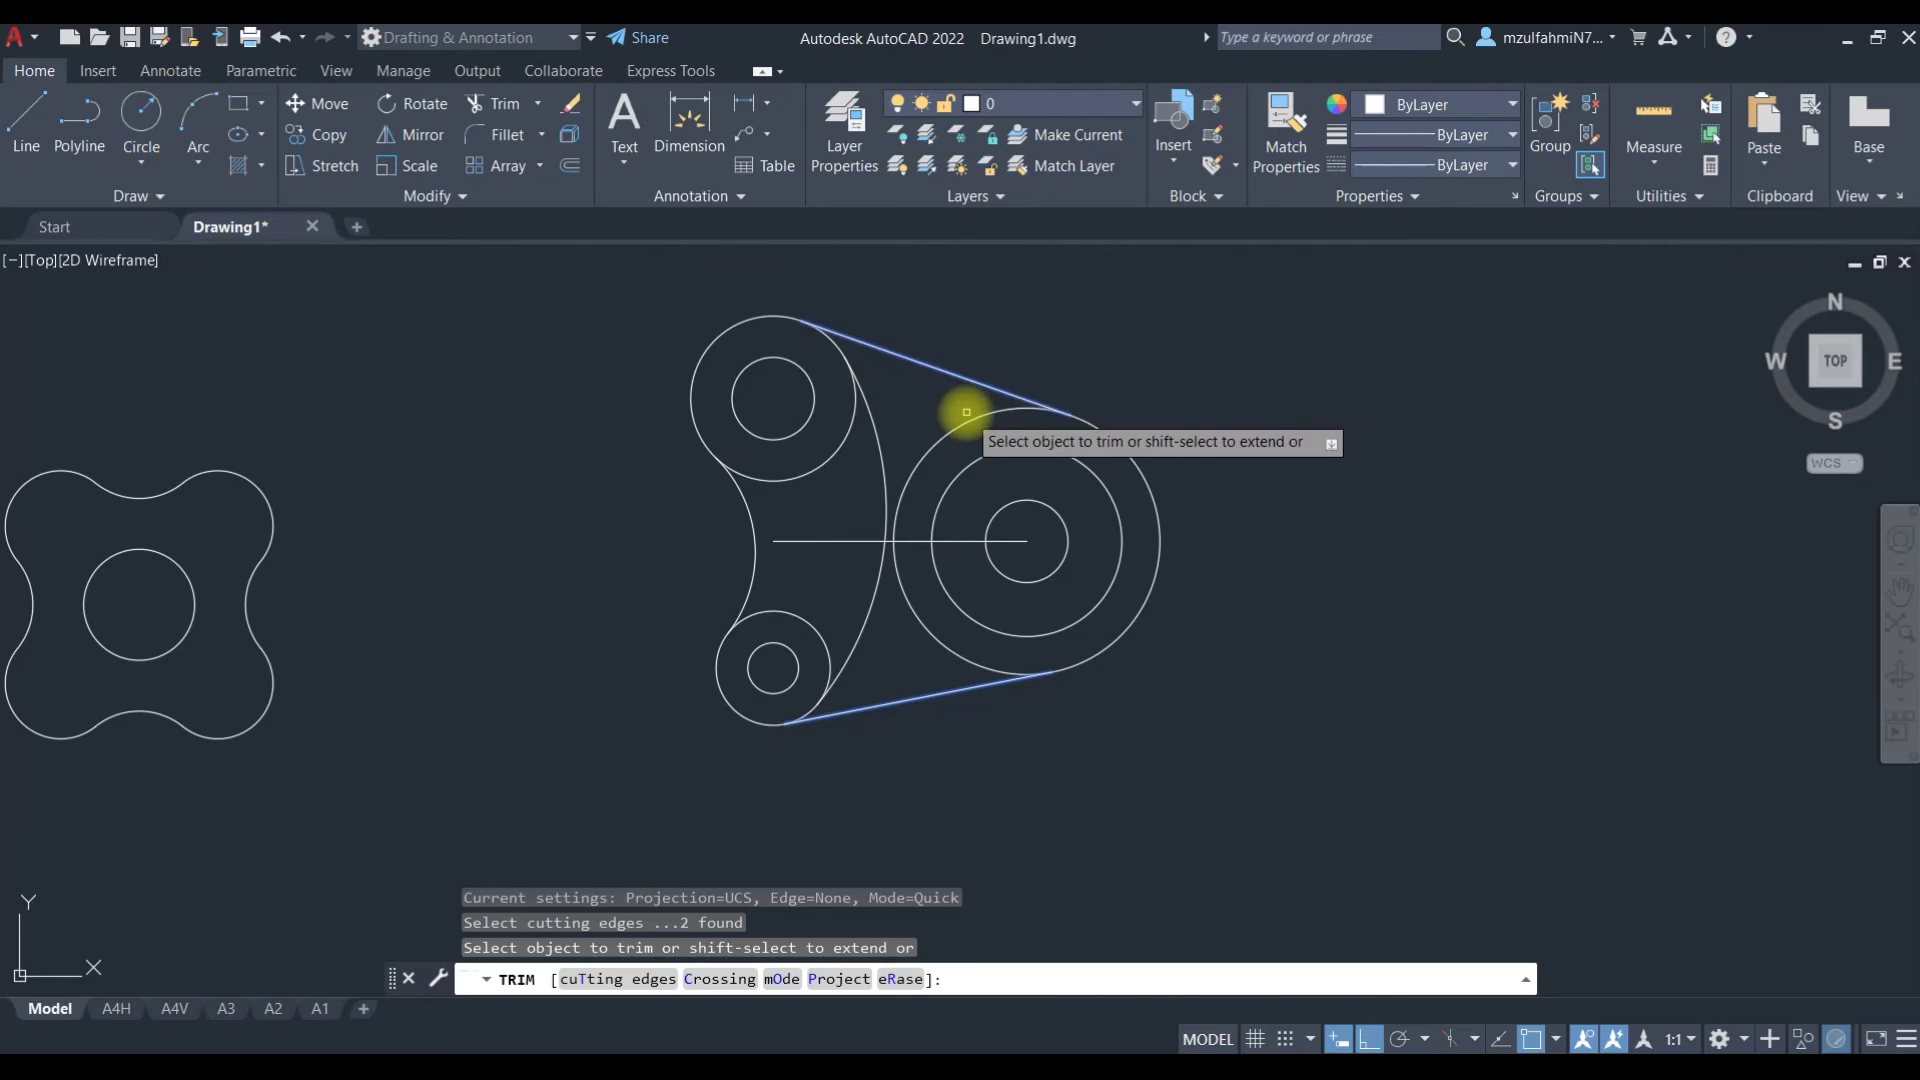 Drafting & Annotation
Share
Autodesk AutoCAD 2022 Drawing1.dwg
Type a keyword or phrase
mzulfahmiN7...
Home Insert Annotate Parametric View Manage Output Collaborate Express Tools
Line
Polyline
Circle
Arc
Draw
Move
Rotate
Trim
Copy
Mirror
Fillet
Stretch
Scale
Array
Modify
Text
Dimension
Table
Annotation
Layer
Properties
0
Make Current
Match Layer
Layers
Insert
Block
Match
Properties
ByLayer
ByLayer
ByLayer
Properties
Group
Groups
Measure
Utilities
Paste
Clipboard
Base
View
Start
Drawing1*
[−][Top][2D Wireframe]
N
W
TOP
E
S
WCS
Select object to trim or shift-select to extend or
Y
X
Current settings: Projection=UCS, Edge=None, Mode=Quick
Select cutting edges ...2 found
Select object to trim or shift-select to extend or
TRIM [cuTting edges Crossing mOde Project eRase]:
Model A4H A4V A3 A2 A1
MODEL
1:1